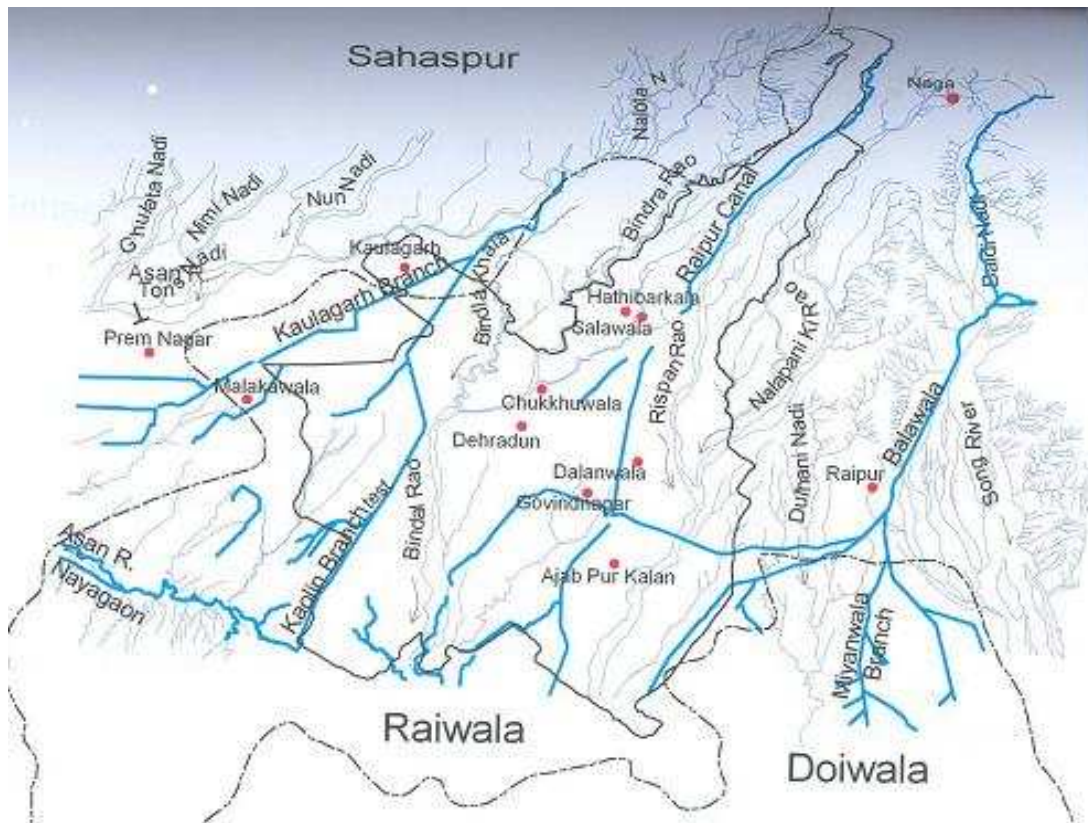 Sahaspur
Naga
Nalota N
G'hulata Nadi
Nimi Nadi
Nun Nadi
Bindra Rao
Raipur Canal
Baldi Nadi
Kaulagarh
Asan R
Tons Nadi
Kaulagarh Branch
Bindla Khala
Hathibarkala
Salawala
Prem Nagar
Rispan Rao
Nalapani Ki Rao
Malakawala
Chukkhuwala
Dehradun
Balawala
Dalanwala
Govindnagar
Raipur
Dulhani Nadi
Song River
Bindal Rao
Asan R.
Nayagaon
Ajab Pur Kalan
Miyanwala
Branch
Raiwala
Doiwala